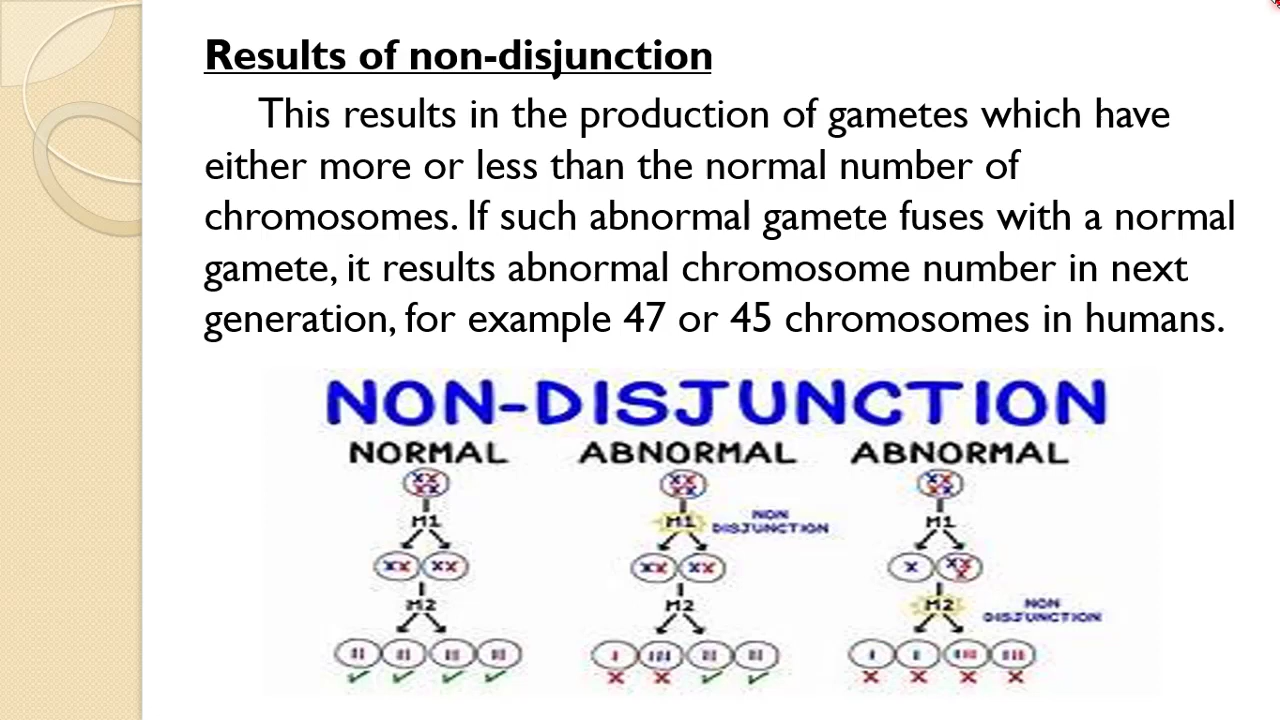 Results of non-disjunction
This results in the production of gametes which have
either more or less than the normal number of
chromosomes. If such abnormal gamete fuses with a normal
gamete, it results abnormal chromosome number in next
generation, for example 47 or 45 chromosomes in humans.
NON-DISJUNCTION
NORMAL ABNORMAL ABNORMAL
M1 M1 NON DISJUNCTION M1
M2 M2 M2 NON DISJUNCTION